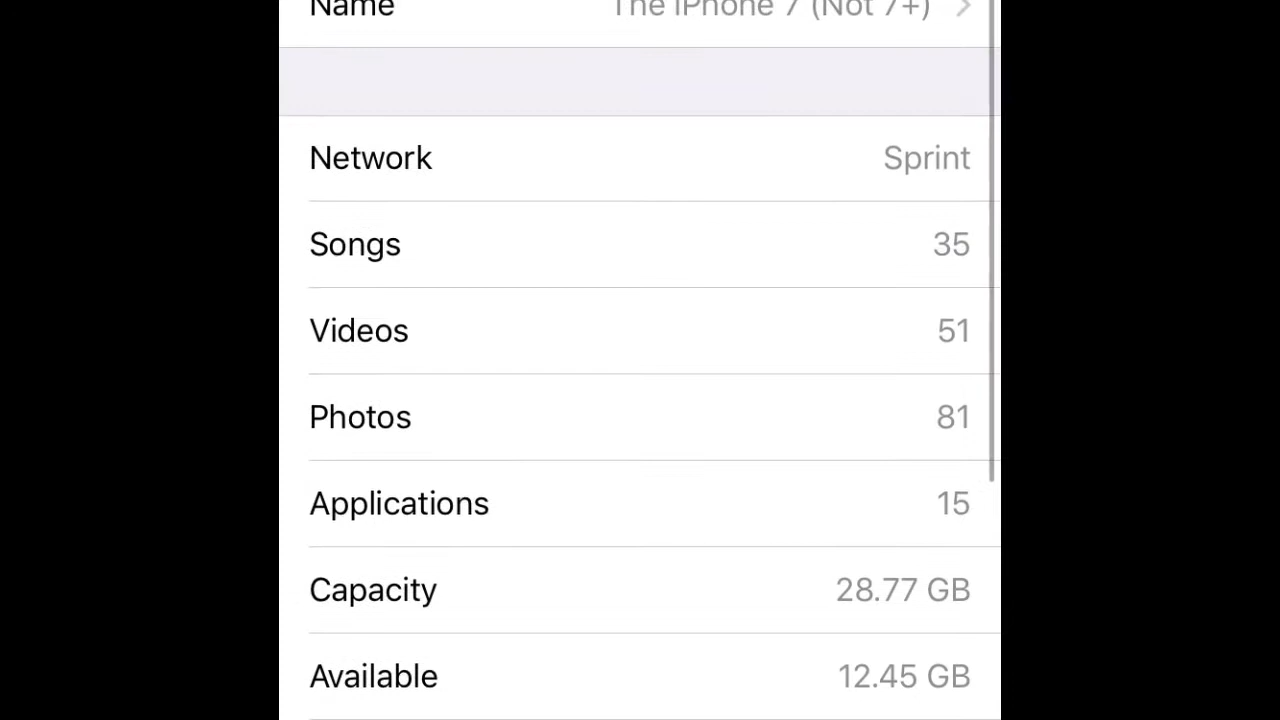 Name The iPhone 7 (Not 7+)
Network Sprint
Songs 35
Videos 51
Photos 81
Applications 15
Capacity 28.77 GB
Available 12.45 GB